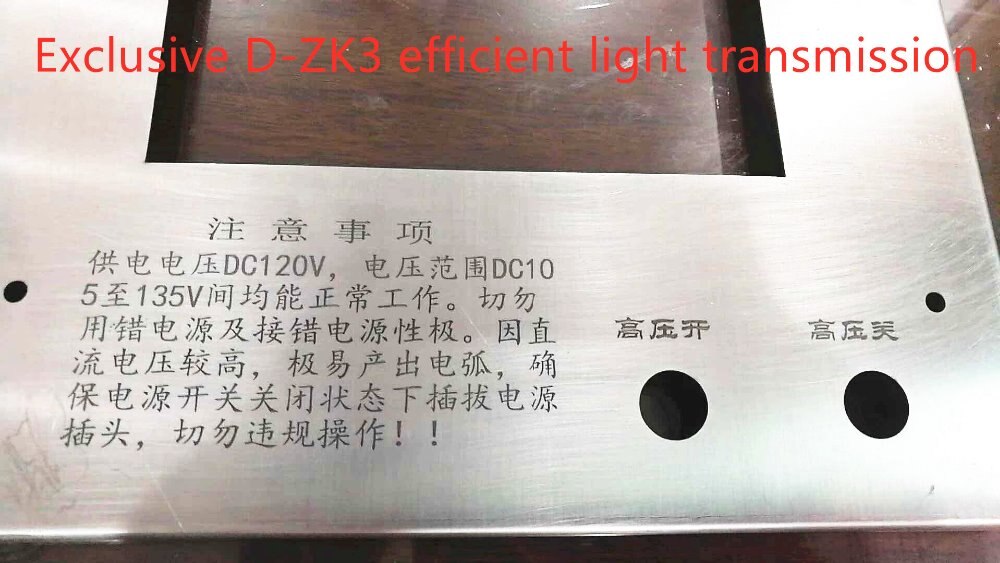 Exclusive D-ZK3 efficient light transmission
注意事项
供电电压DC120V，电压范围DC10
5至135V间均能正常工作。切勿
用错电源及接错电源性极。因直
流电压较高，极易产出电弧，确
保电源开关关闭状态下插拔电源
插头，切勿违规操作！！
高压开
高压关